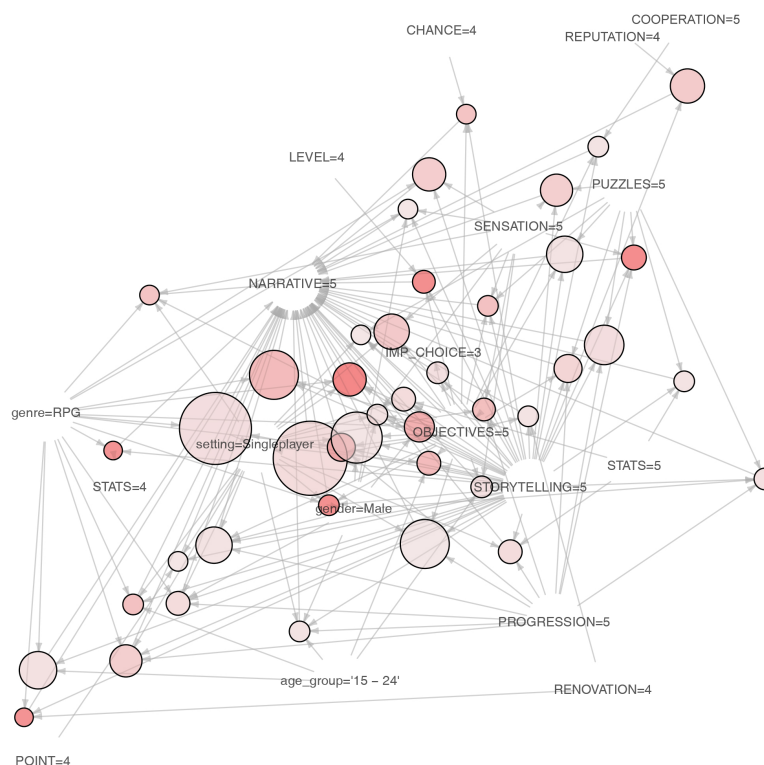 COOPERATION=5
CHANCE=4
REPUTATION=4
LEVEL=4
PUZZLES=5
SENSATION=5
NARRATIVE=5
IMP_CHOICE=3
genre=RPG
OBJECTIVES=5
setting=Singleplayer
STATS=5
STATS=4
STORYTELLING=5
gender=Male
PROGRESSION=5
age_group='15 – 24'
RENOVATION=4
POINT=4